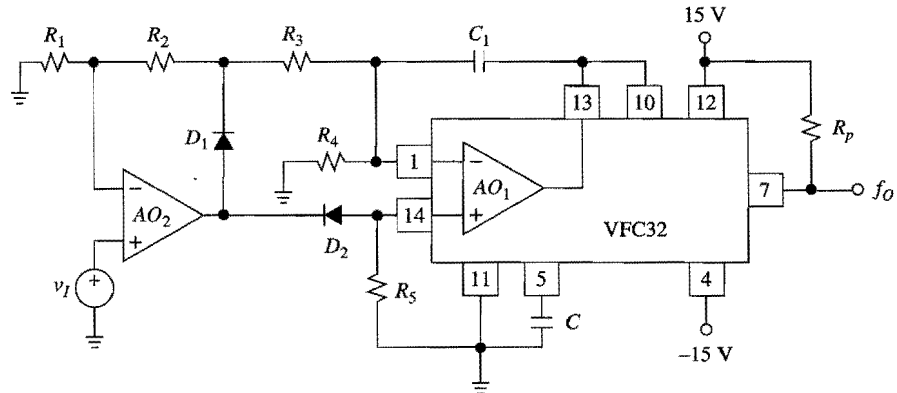 15 V
R1
R2
R3
C1
13
10
12
Rp
D1
R4
1
−
AO1
+
14
7
fO
VFC32
−
AO2
+
D2
vI
+
R5
11
5
4
C
−15 V